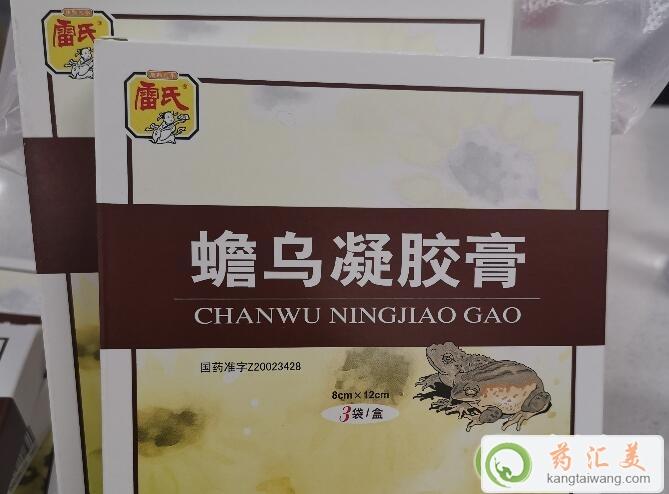 雷氏®
蟾乌凝胶膏
CHANWU NINGJIAO GAO
国药准字Z20023428
8cm×12cm
3袋/盒
药汇美
kangtaiwang.com